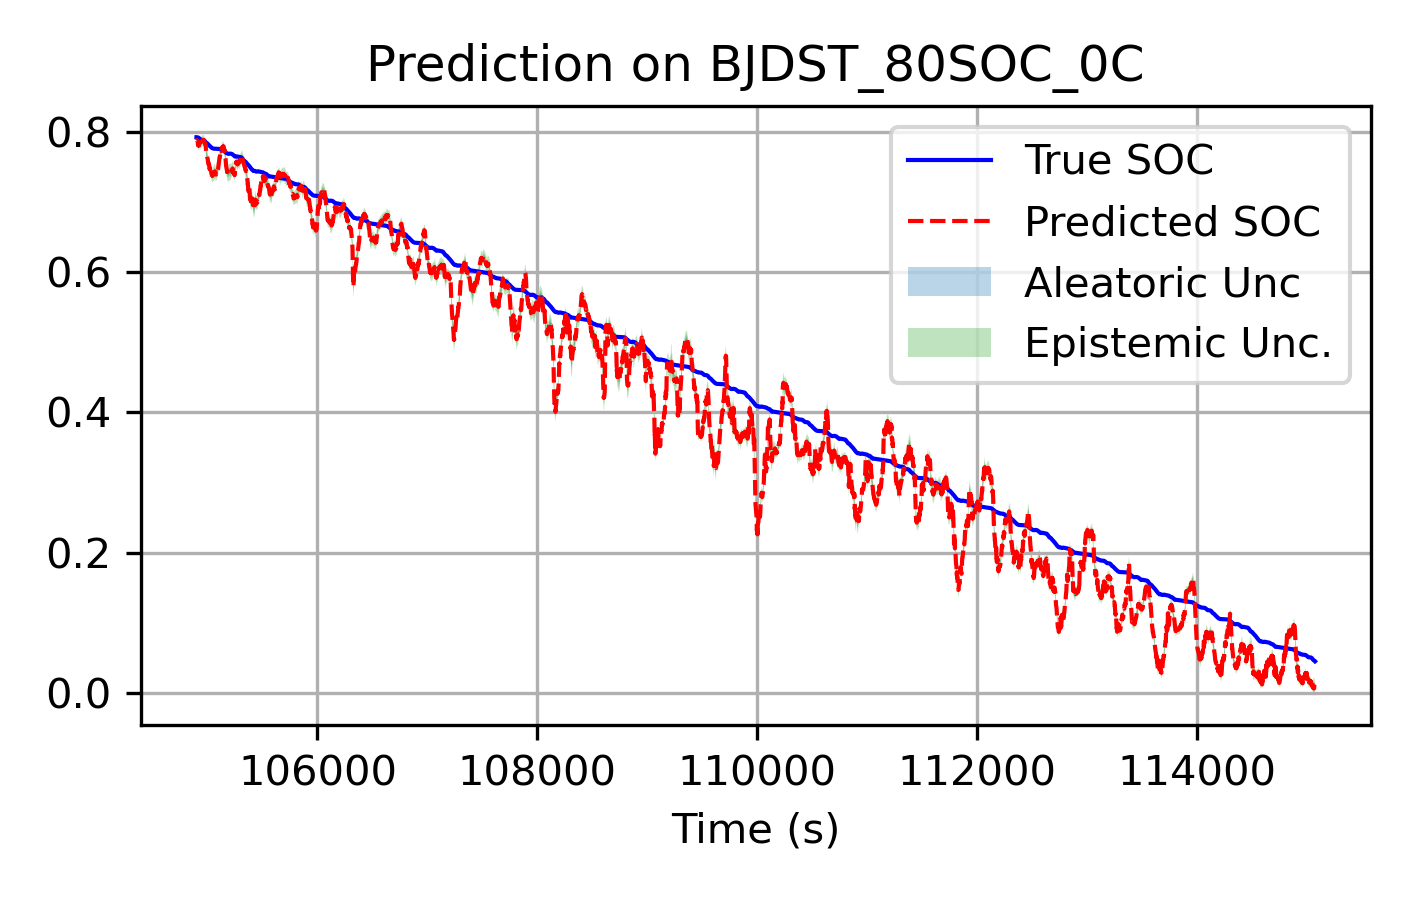 Prediction on BJDST_80SOC_0C
0.8
0.6
0.4
0.2
0.0
True SOC
Predicted SOC
Aleatoric Unc
Epistemic Unc.
106000 108000 110000 112000 114000
Time (s)